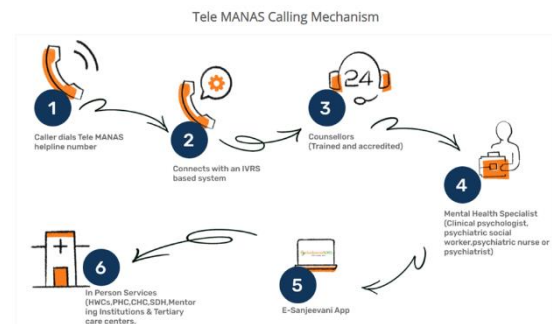 Tele MANAS Calling Mechanism
1
Caller dials Tele MANAS
helpline number
2
Connects with an IVRS
based system
24
3
Counsellors
(Trained and accredited)
4
Mental Health Specialist
(Clinical psychologist,
psychiatric social
worker,psychiatric nurse or
psychiatrist)
5
E-Sanjeevani App
6
In Person Services
(HWCs,PHC,CHC,SDH,Mentor
ing Institutions & Tertiary
care centers.